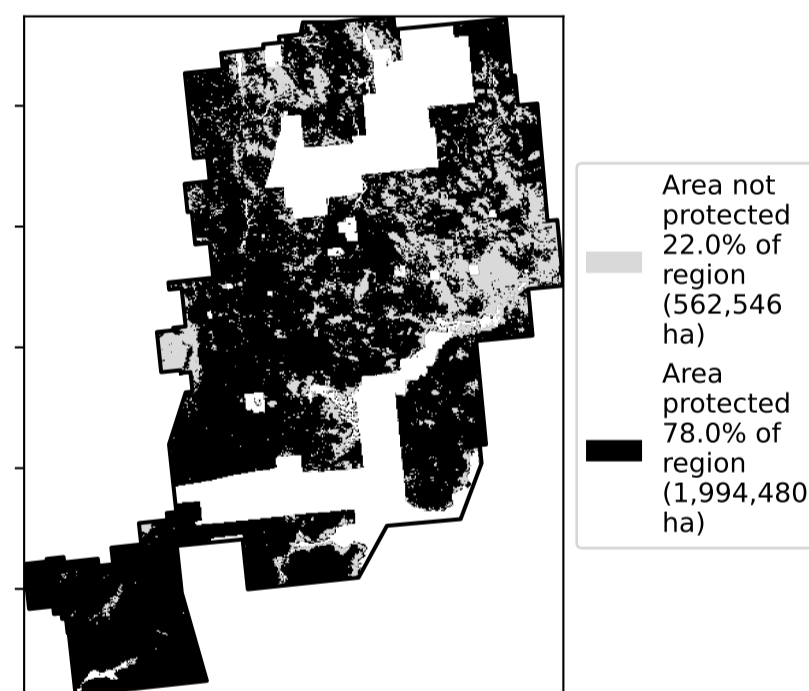 Area not
protected
22.0% of
region
(562,546
ha)
Area
protected
78.0% of
region
(1,994,480
ha)